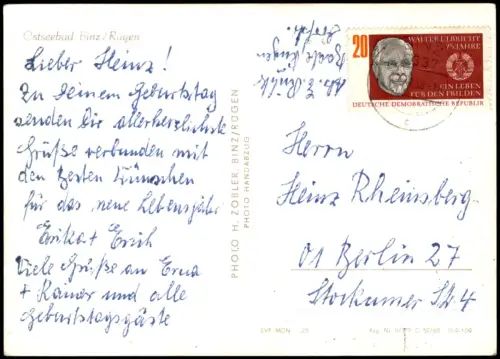 Ostseebad Binz/Rügen
Lieber Heinz!
Zu Deinem Geburtstag
senden Dir allerherzlichste
Grüße verbunden mit
den besten Wünschen
für das neue Lebensjahr
Erika + Erich
Viele Grüße an Erna
+ Rainer und alle
Geburtstagsgäste
PHOTO H. ZOBLER, BINZ/RÜGEN
PHOTO HANDABZUG
20
WALTER ULBRICHT
75 JAHRE
EIN LEBEN
FÜR DEN FRIEDEN
DEUTSCHE DEMOKRATISCHE REPUBLIK
Herrn
Heinz Rheinsberg
01 Berlin 27
Stockumer Str. 4